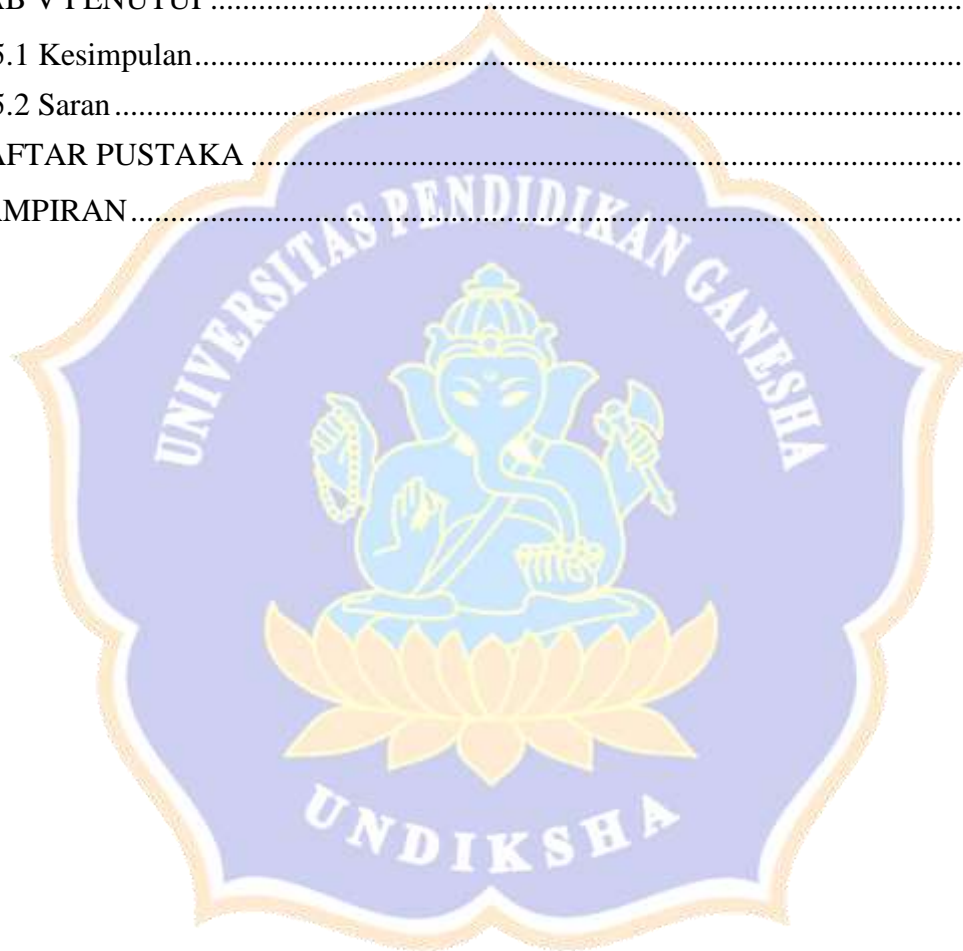 AB V PENUTUP ................................................................................
5.1 Kesimpulan................................................................................
5.2 Saran................................................................................
AFTAR PUSTAKA ................................................................................
AMPIRAN................................................................................
UNIVERSITAS PENDIDIKAN GANESHA
UNDIKSHA